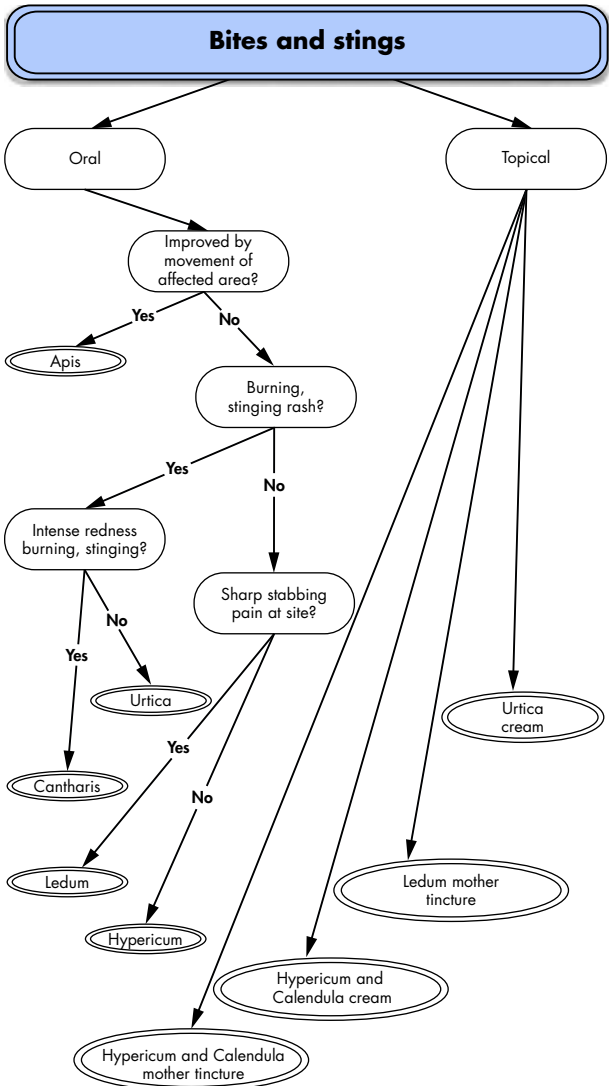 Bites and stings
Oral
Topical
Improved by
movement of
affected area?
Yes
No
Apis
Burning,
stinging rash?
Yes
No
Intense redness
burning, stinging?
Sharp stabbing
pain at site?
No
Yes
Urtica
Urtica
cream
Yes
Cantharis
No
Ledum
Ledum mother
tincture
Hypericum
Hypericum and
Calendula cream
Hypericum and Calendula
mother tincture